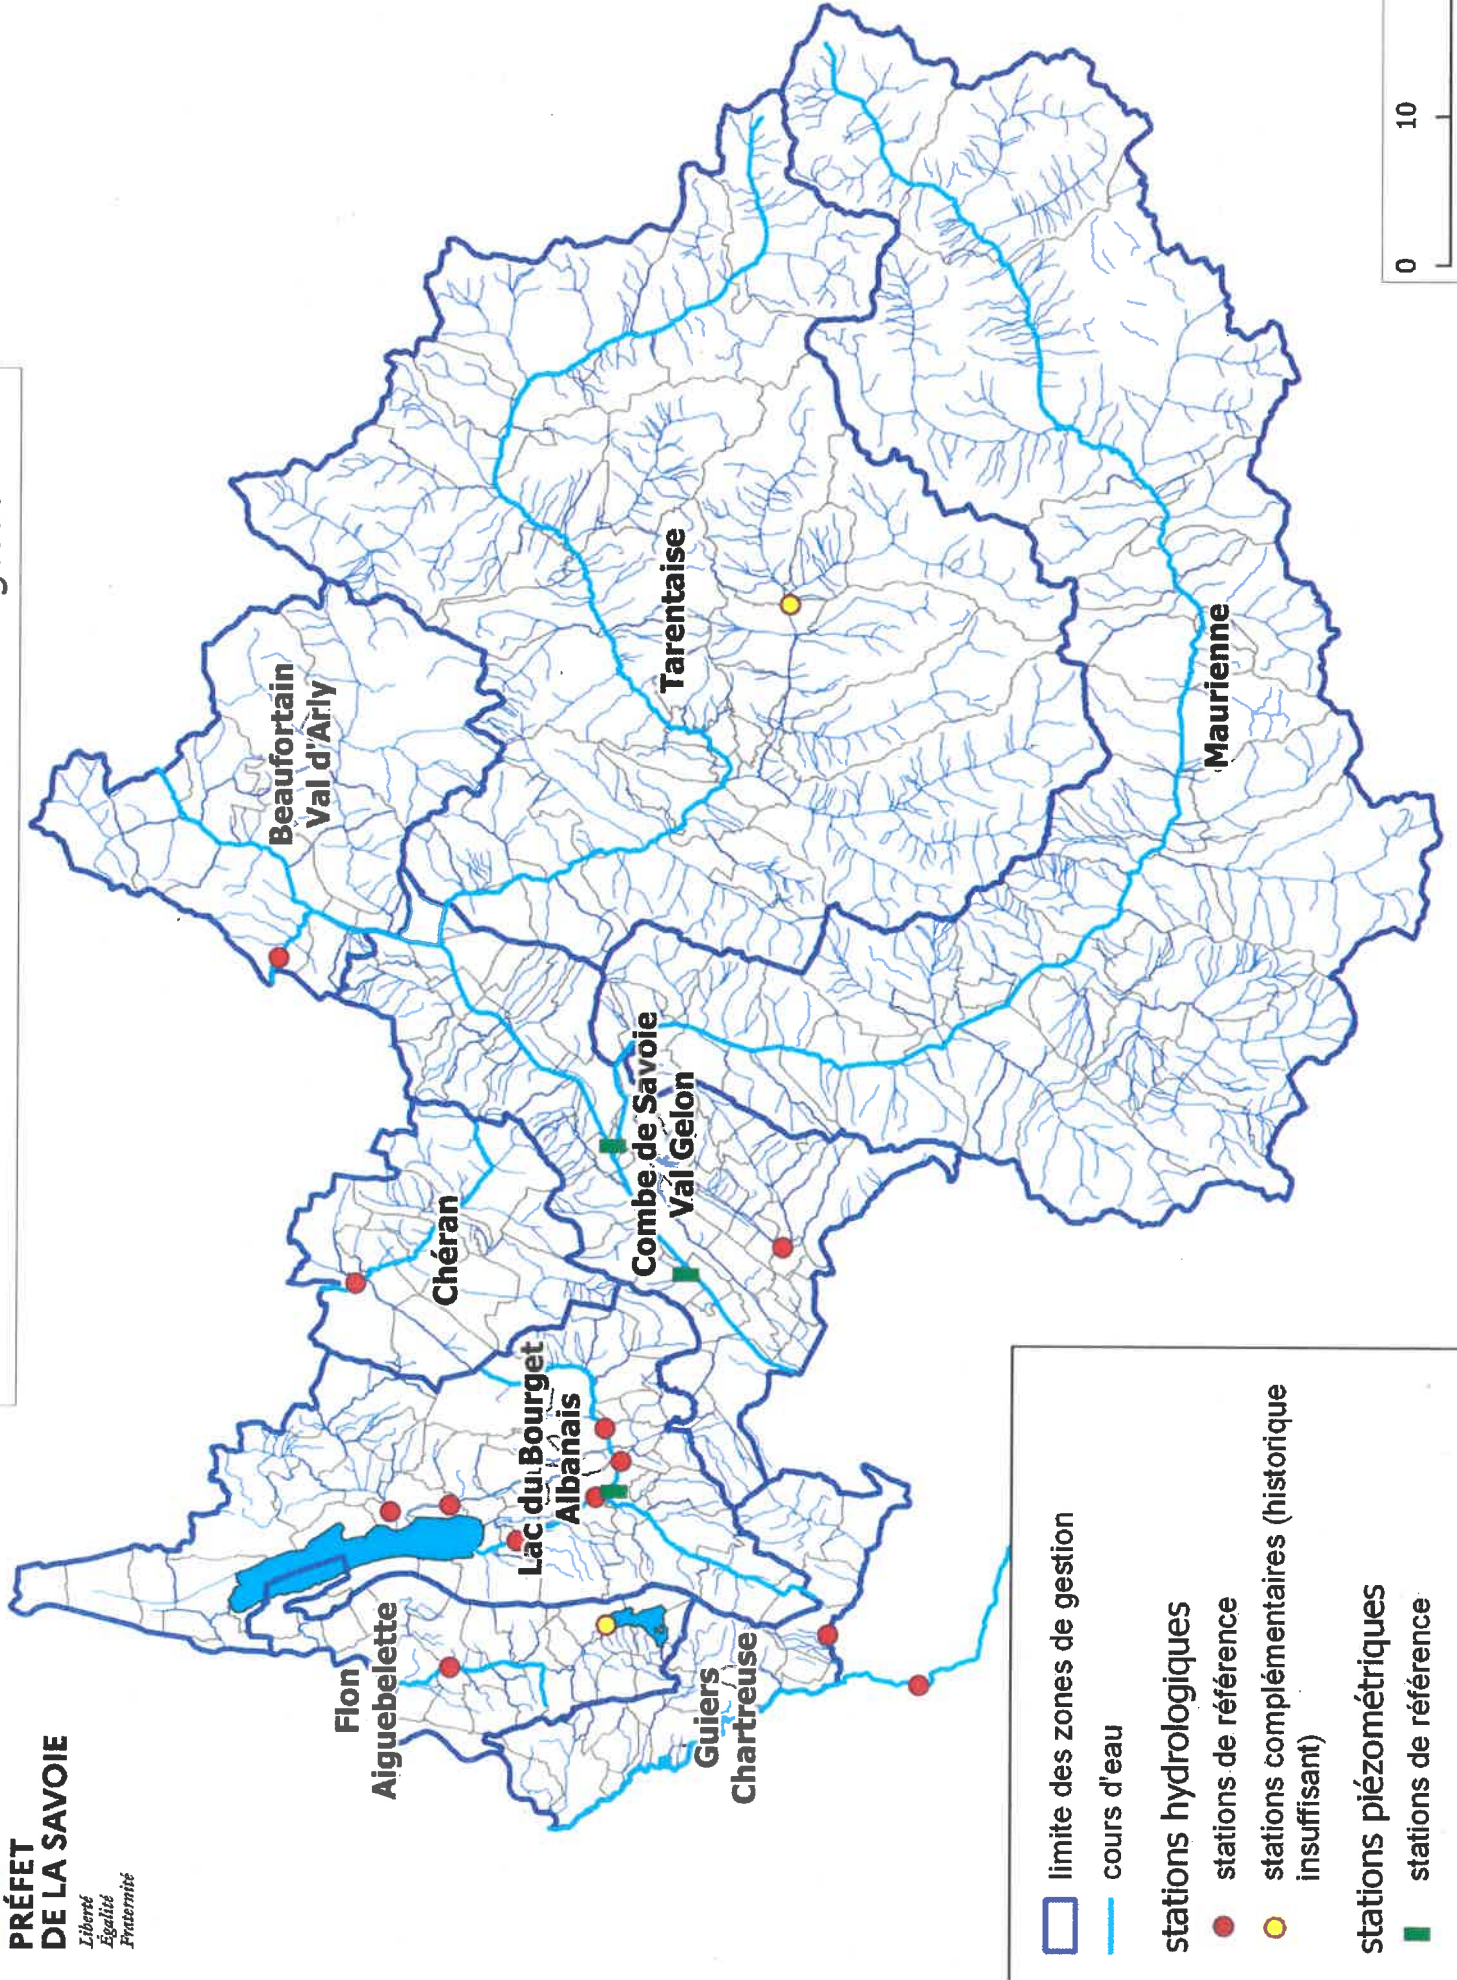 PRÉFET
DE LA SAVOIE
Liberté
Égalité
Fraternité
Beaufortain
Val d'Arly
Chéran
Tarentaise
Flon
Aiguebelette
Lac du Bourget
Albanais
Combe de Savoie
Val Gelon
Guiers
Chartreuse
Maurienne
limite des zones de gestion
cours d'eau
stations hydrologiques
stations de référence
stations complémentaires (historique
insuffisant)
stations piézométriques
stations de référence
0
10